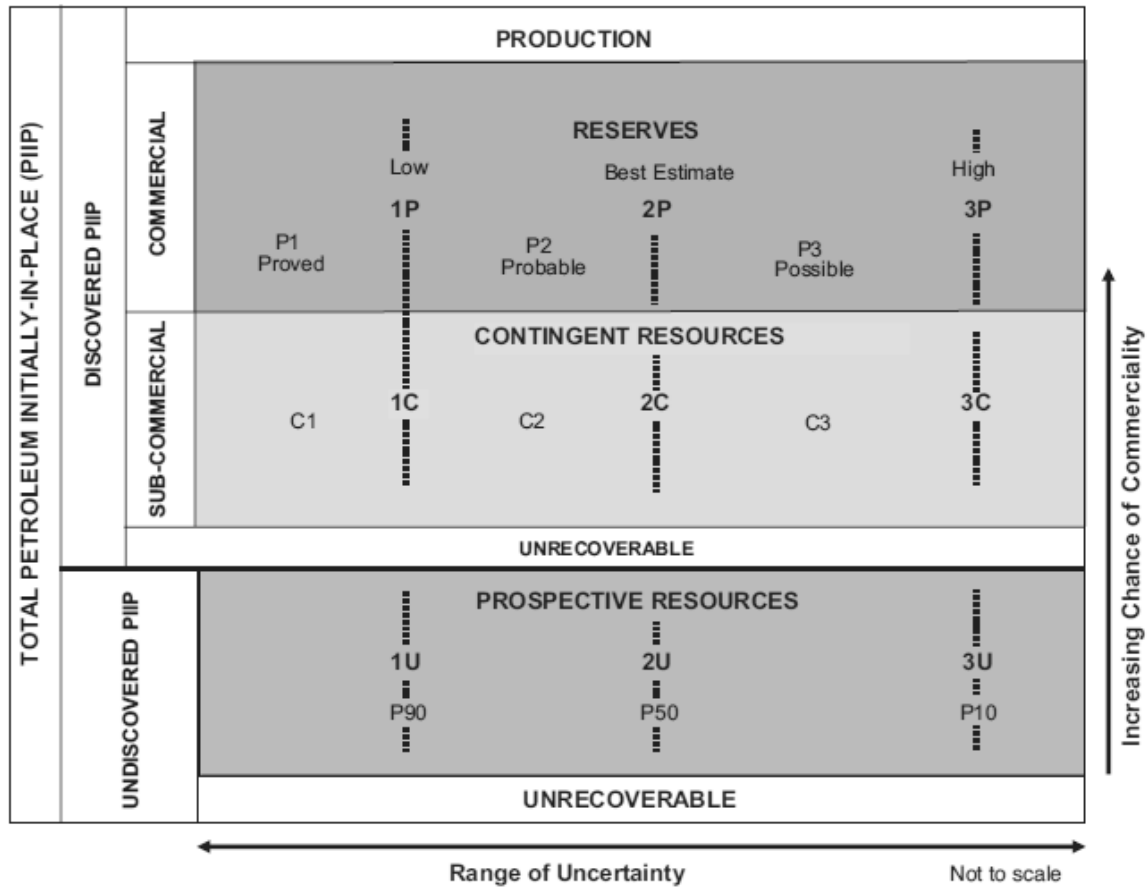 TOTAL PETROLEUM INITIALLY-IN-PLACE (PIIP)
DISCOVERED PIIP
PRODUCTION
COMMERCIAL
RESERVES
Low
Best Estimate
High
1P
2P
3P
P1
Proved
P2
Probable
P3
Possible
SUB-COMMERCIAL
CONTINGENT RESOURCES
1C
2C
3C
C1
C2
C3
UNRECOVERABLE
UNDISCOVERED PIIP
PROSPECTIVE RESOURCES
1U
2U
3U
P90
P50
P10
UNRECOVERABLE
Increasing Chance of Commerciality
Range of Uncertainty
Not to scale